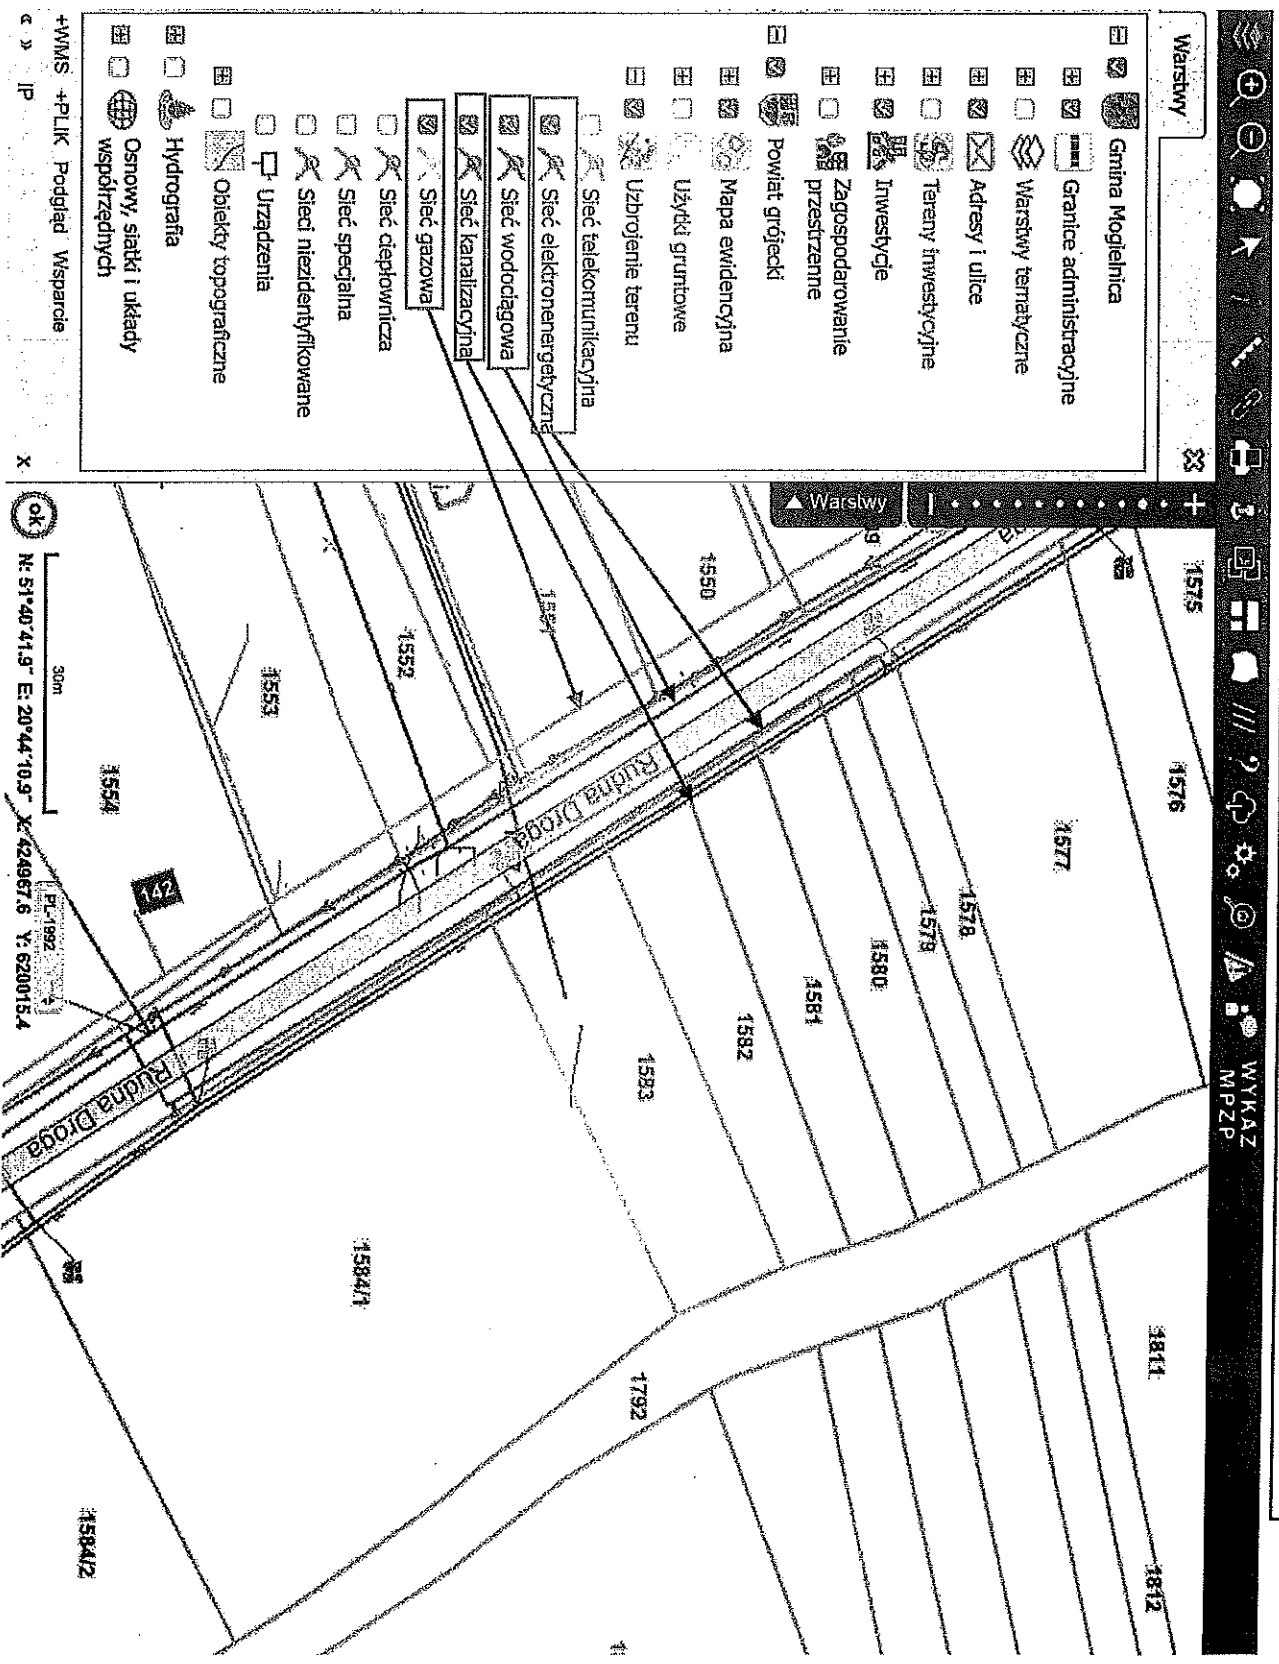 WYKAZ
MPZP
Warstwy
Gmina Mogielnica
Granice administracyjne
Warstwy tematyczne
Adresy i ulice
Tereny inwestycyjne
Inwestycje
Zagospodarowanie
przestrzenne
Powiat grójecki
Mapa ewidencyjna
Użytki gruntowe
Uzbrojenie terenu
Sieć telekomunikacyjna
Sieć elektronenergetyczna
Sieć wodociągowa
Sieć kanalizacyjna
Sieć gazowa
Sieć ciepłownicza
Sieć specjalna
Sieci niezidentyfikowane
Urządzenia
Obiekty topograficzne
Hydrografia
Osnowy, siatki i układy
współrzędnych
+WMS +PLIK Podgląd Wsparcie
« » |P x
Warstwy
1575
1576
1577
1578
1579
1580
1581
1582
1583
1584/1
1584/2
1792
1811
1812
1550
1551
1552
1553
1554
142
Rudna Droga
Rudna Droga
30m
PL-1992
ok
N: 51°40'41.9" E: 20°44'10.9" X: 424967.6 Y: 620015.4